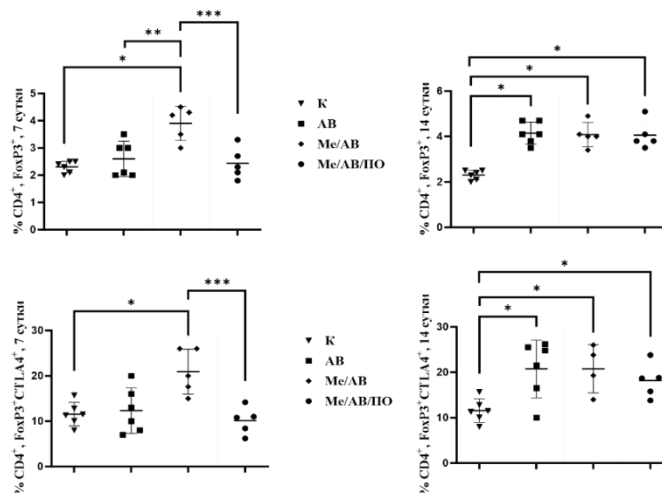 ***
**
*
% CD4⁺, FoxP3⁺, 7 сутки
5
4
3
2
1
0
К
АВ
Ме/АВ
Ме/АВ/ПО
*
*
*
% CD4⁺, FoxP3⁺, 14 сутки
6
4
2
0
***
*
% CD4⁺, FoxP3⁺CTLA4⁺, 7 сутки
30
20
10
0
К
АВ
Ме/АВ
Ме/АВ/ПО
*
*
*
% CD4⁺, FoxP3⁺CTLA4⁺, 14 сутки
30
20
10
0